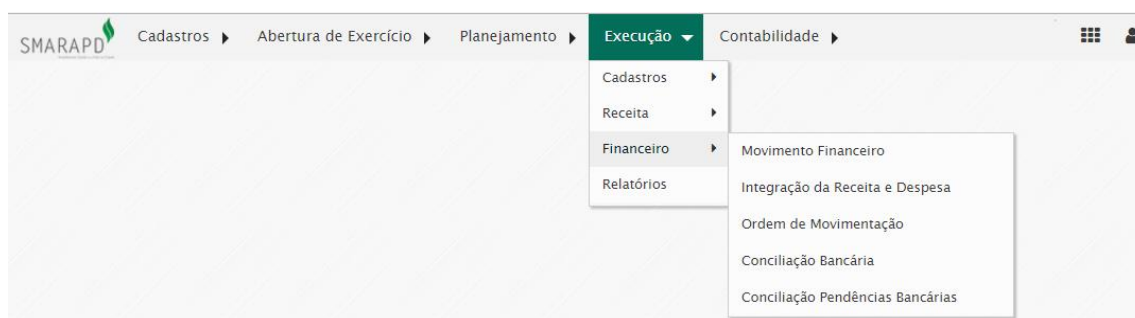 SMARAPD
Cadastros
Abertura de Exercício
Planejamento
Execução
Contabilidade
Cadastros
Receita
Financeiro
Relatórios
Movimento Financeiro
Integração da Receita e Despesa
Ordem de Movimentação
Conciliação Bancária
Conciliação Pendências Bancárias